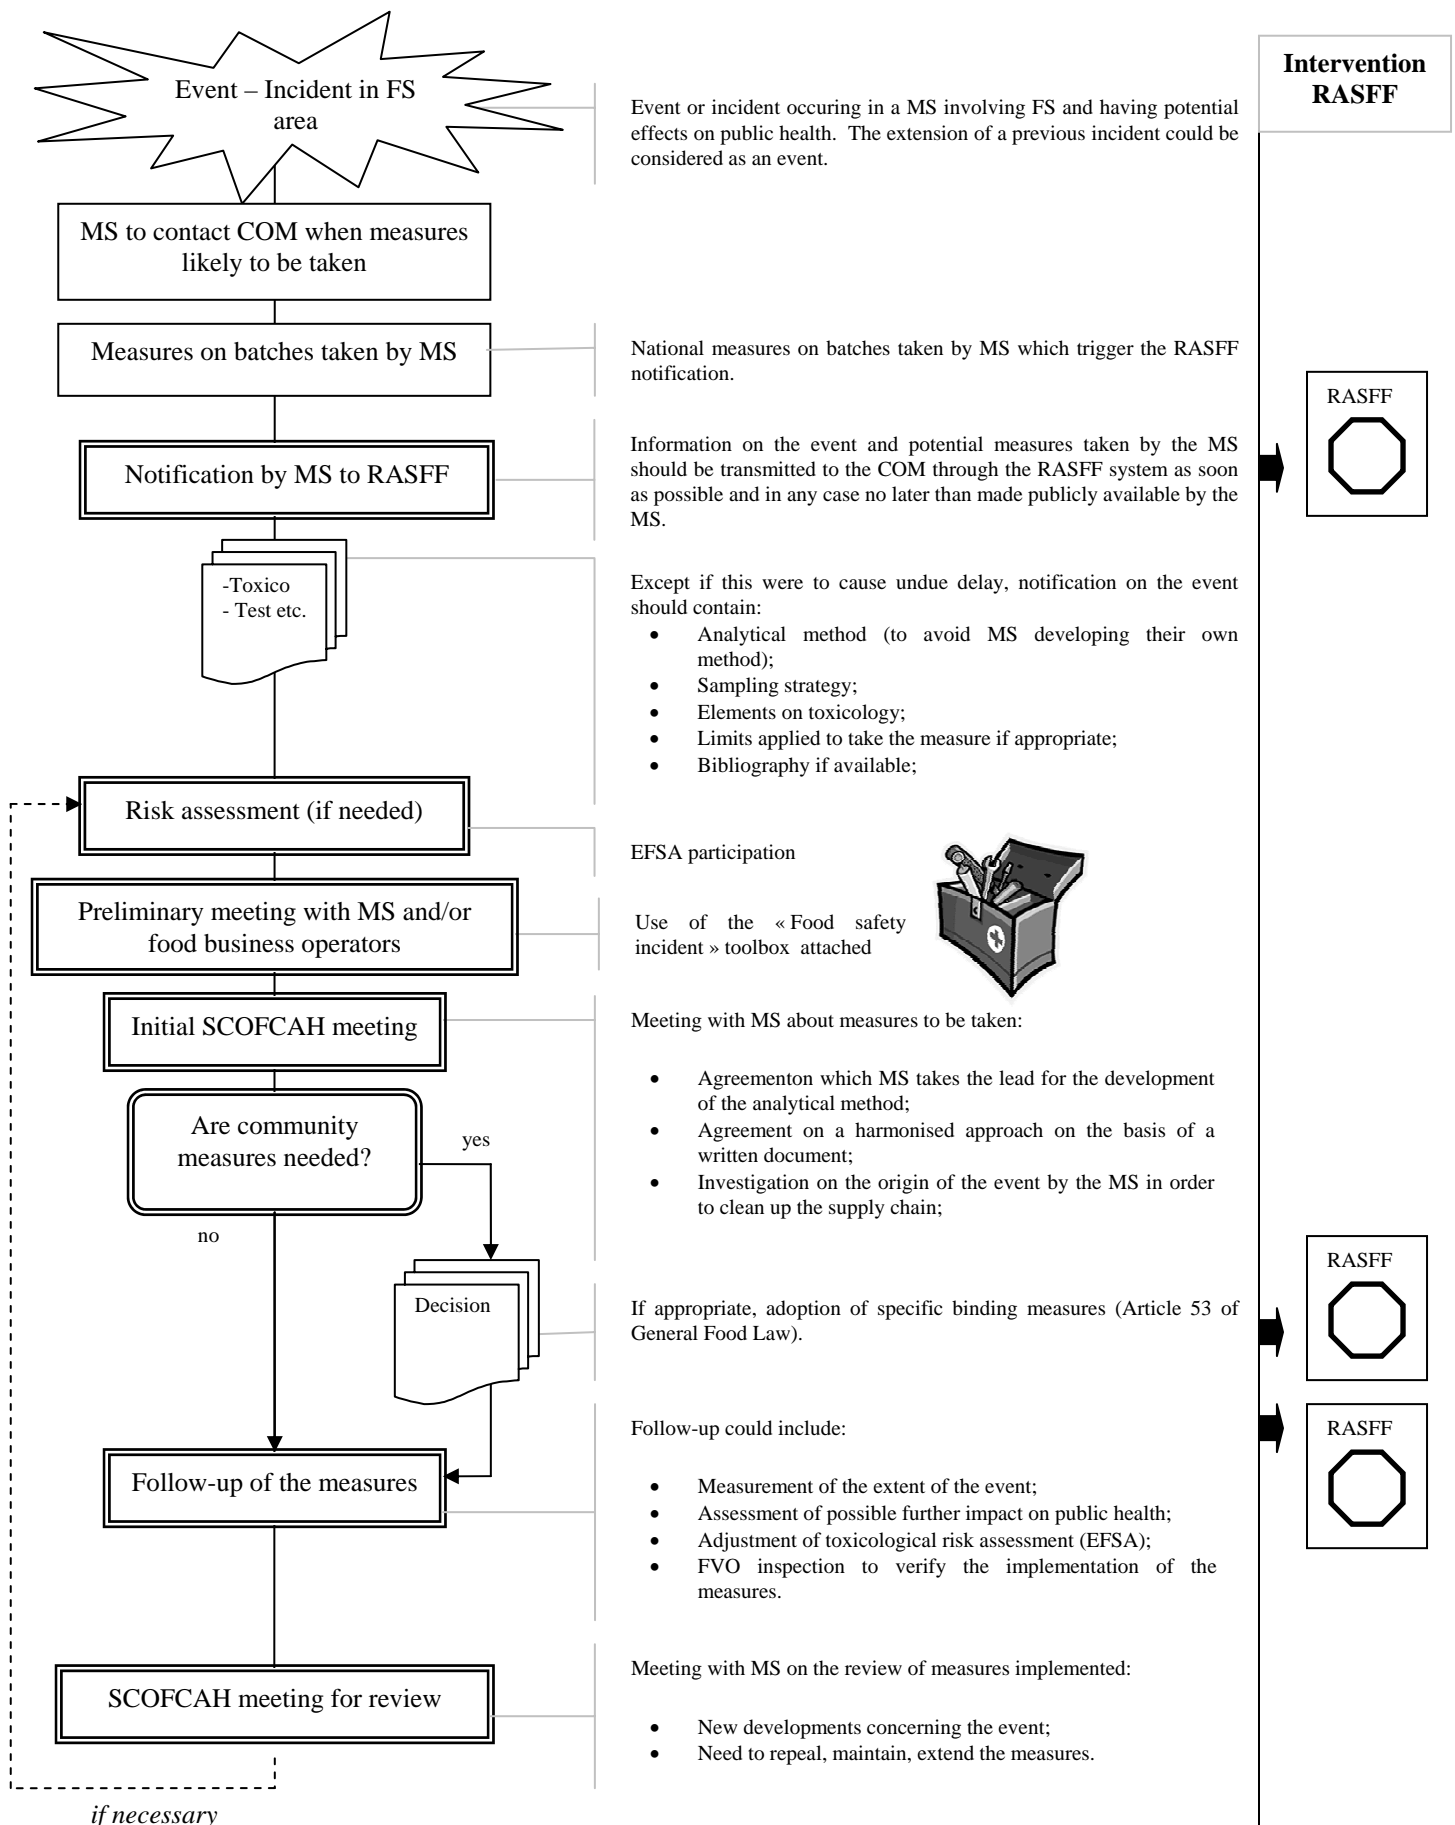 Event – Incident in FS
area
Intervention
RASFF
Event or incident occuring in a MS involving FS and having potential
effects on public health. The extension of a previous incident could be
considered as an event.
MS to contact COM when measures
likely to be taken
Measures on batches taken by MS
National measures on batches taken by MS which trigger the RASFF
notification.
RASFF
Notification by MS to RASFF
Information on the event and potential measures taken by the MS
should be transmitted to the COM through the RASFF system as soon
as possible and in any case no later than made publicly available by the
MS.
-Toxico
- Test etc.
Except if this were to cause undue delay, notification on the event
should contain:
• Analytical method (to avoid MS developing their own
method);
• Sampling strategy;
• Elements on toxicology;
• Limits applied to take the measure if appropriate;
• Bibliography if available;
Risk assessment (if needed)
EFSA participation
Preliminary meeting with MS and/or
food business operators
Use of the « Food safety
incident » toolbox attached
Initial SCOFCAH meeting
Meeting with MS about measures to be taken:
• Agreementon which MS takes the lead for the development
of the analytical method;
• Agreement on a harmonised approach on the basis of a
written document;
• Investigation on the origin of the event by the MS in order
to clean up the supply chain;
Are community
measures needed?
yes
no
Decision
If appropriate, adoption of specific binding measures (Article 53 of
General Food Law).
RASFF
Follow-up of the measures
Follow-up could include:
• Measurement of the extent of the event;
• Assessment of possible further impact on public health;
• Adjustment of toxicological risk assessment (EFSA);
• FVO inspection to verify the implementation of the
measures.
RASFF
SCOFCAH meeting for review
Meeting with MS on the review of measures implemented:
• New developments concerning the event;
• Need to repeal, maintain, extend the measures.
if necessary